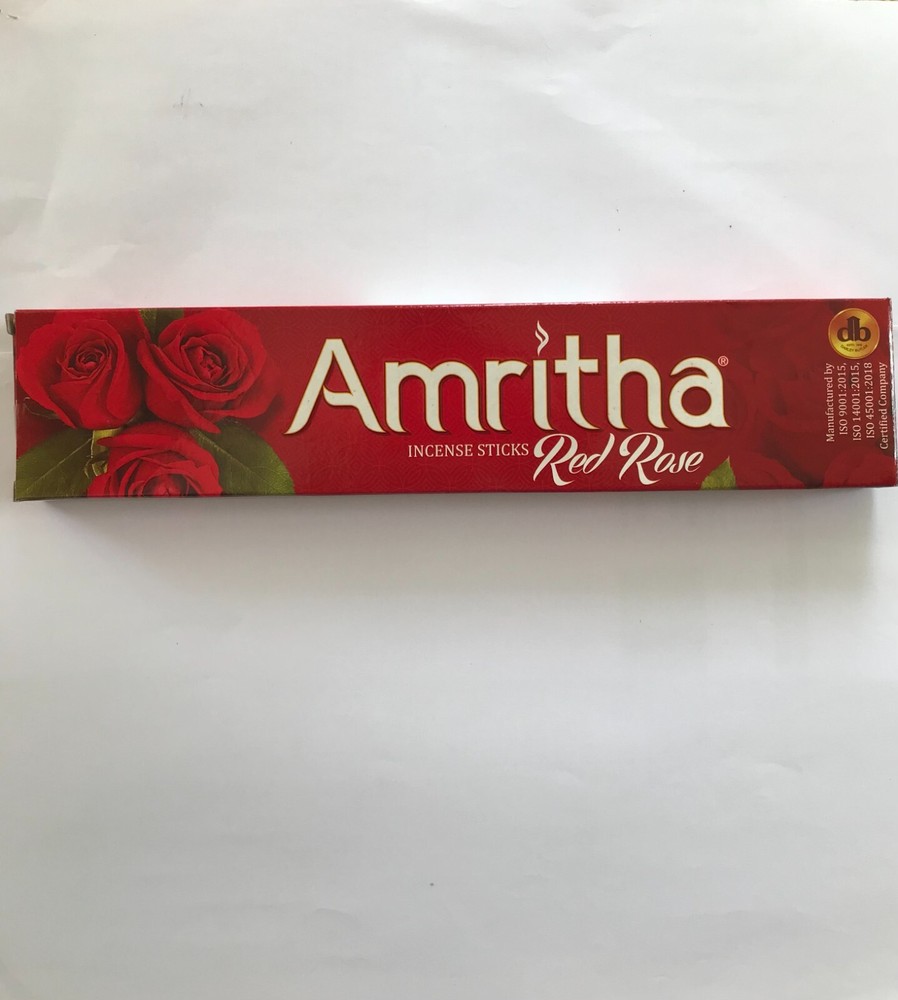 Amritha®
INCENSE STICKS Red Rose
db
Manufactured by
ISO 9001:2015,
ISO 14001:2015,
ISO 45001:2018
Certified Company